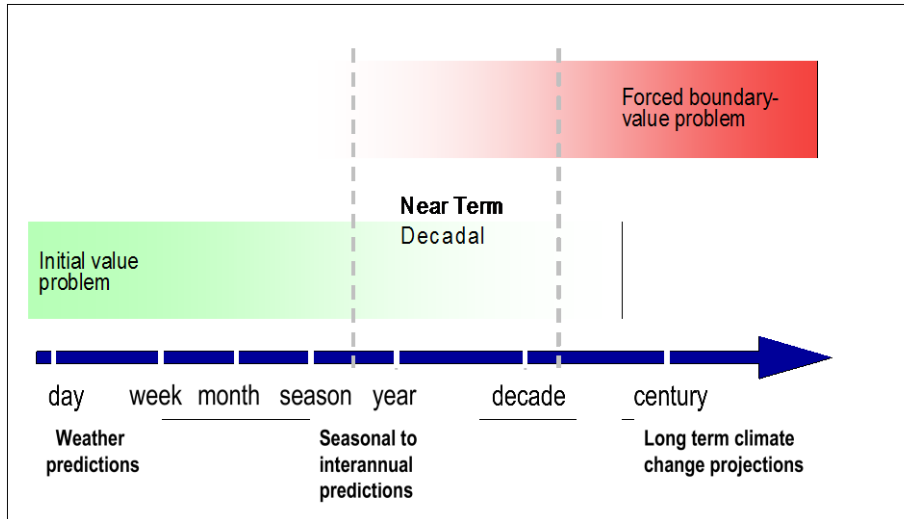 Forced boundary-
value problem
Near Term
Decadal
Initial value
problem
day week month season year decade century
Weather
predictions
Seasonal to
interannual
predictions
Long term climate
change projections